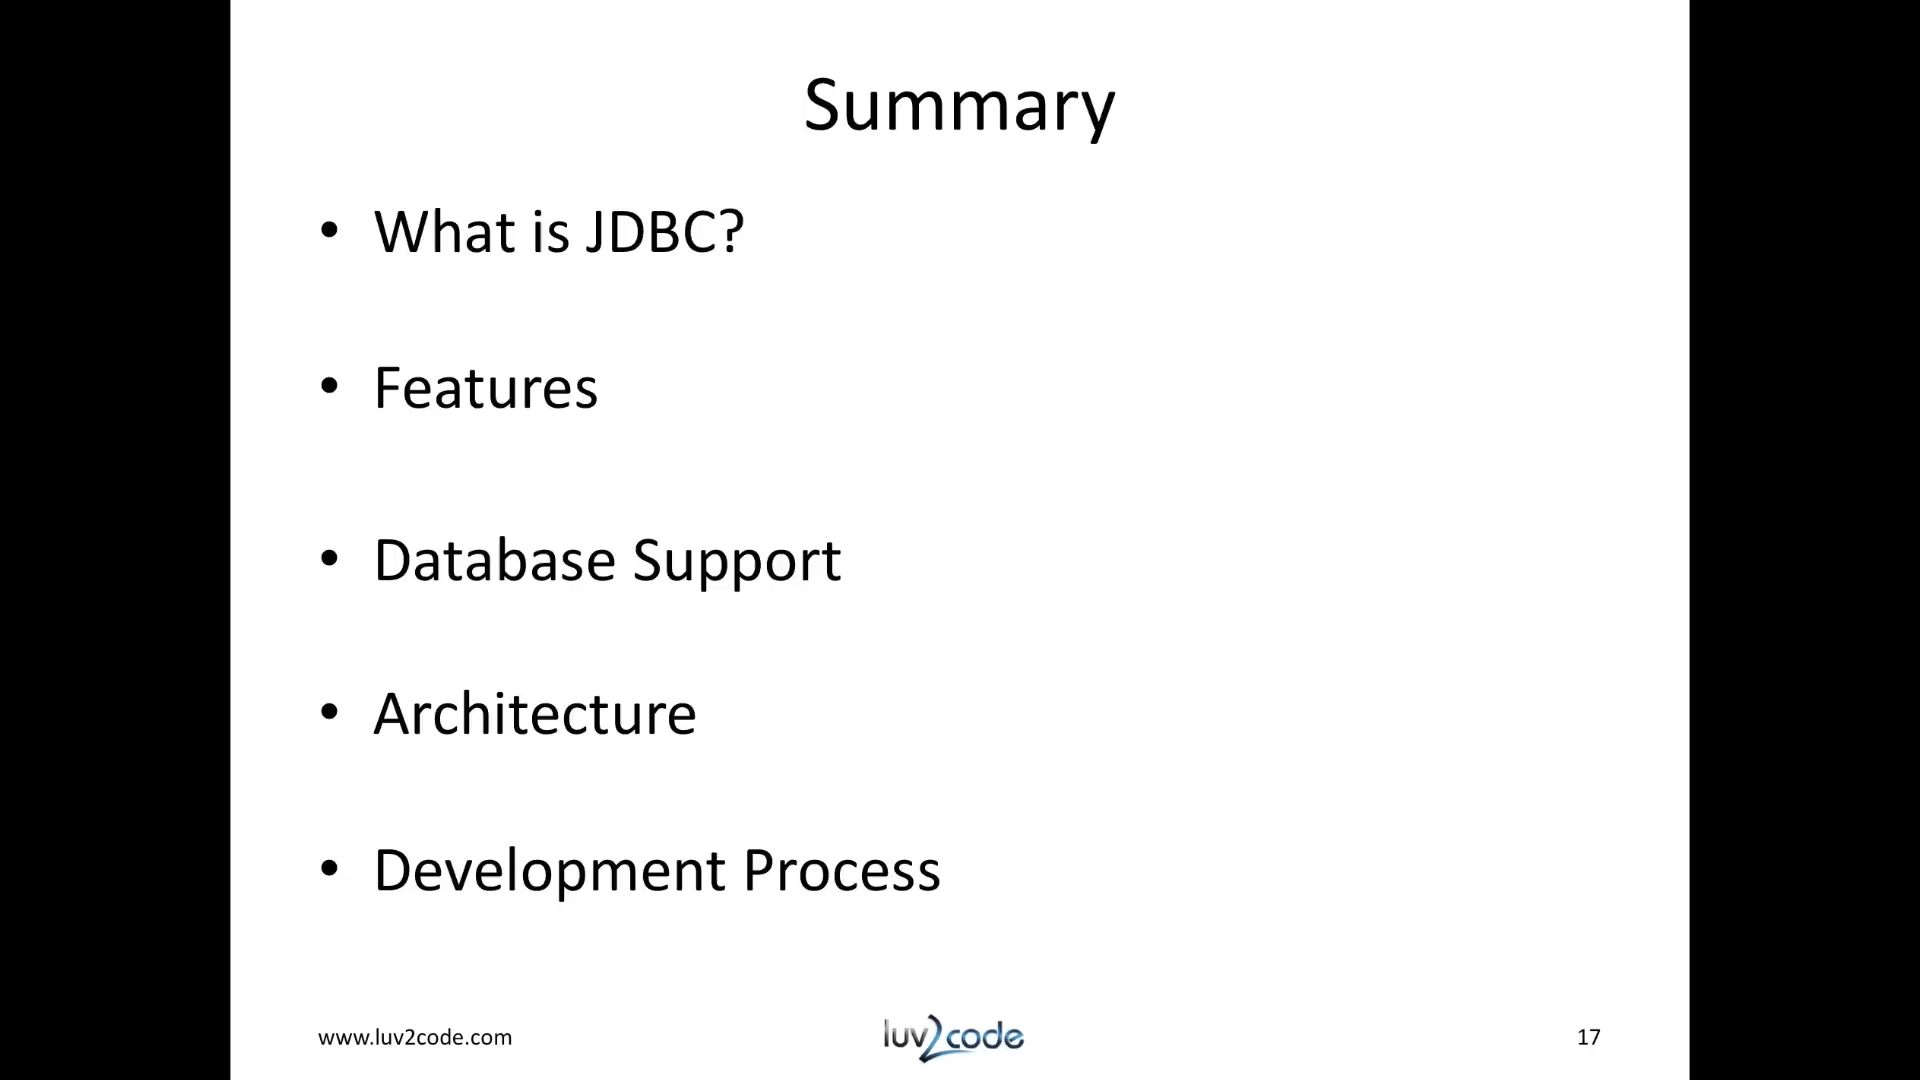 Summary
• What is JDBC?
• Features
• Database Support
• Architecture
• Development Process
www.luv2code.com
luv2code
17